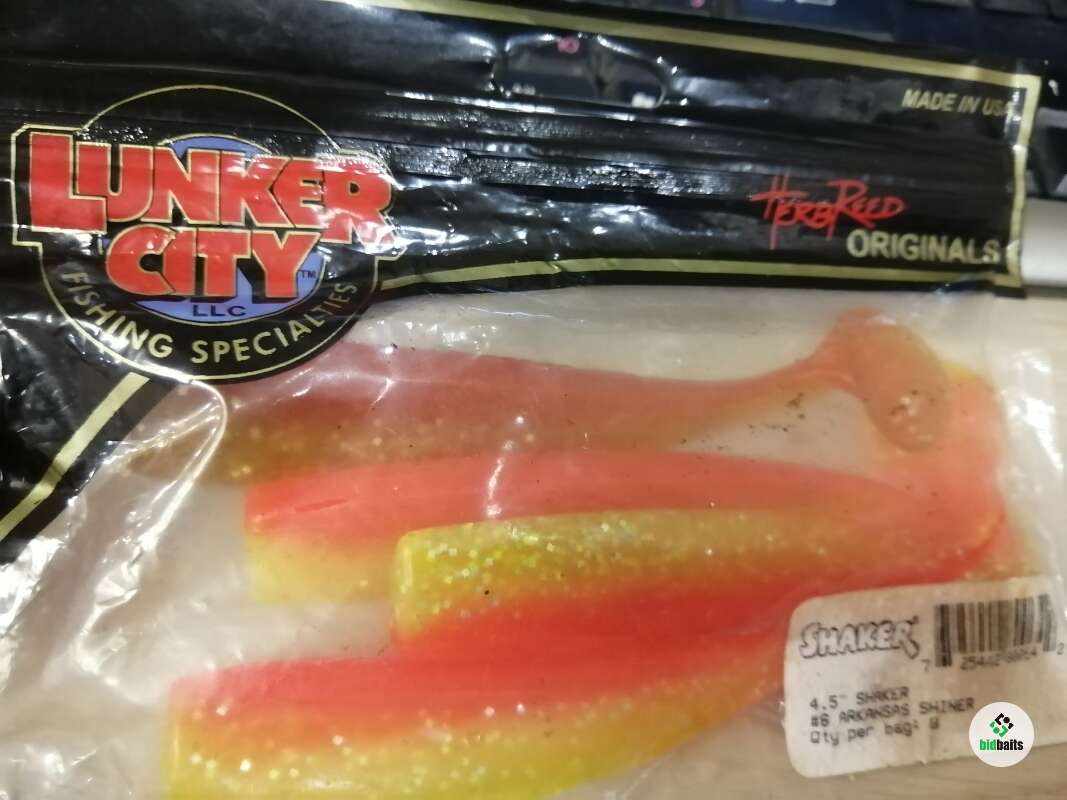 MADE IN USA
LUNKER
CITY™
LLC
FISHING SPECIALTIES
HERB REED
ORIGINALS
SHAKER
4.5" SHAKER
#6 ARKANSAS SHINER
Qty per bag: 8
bidbaits